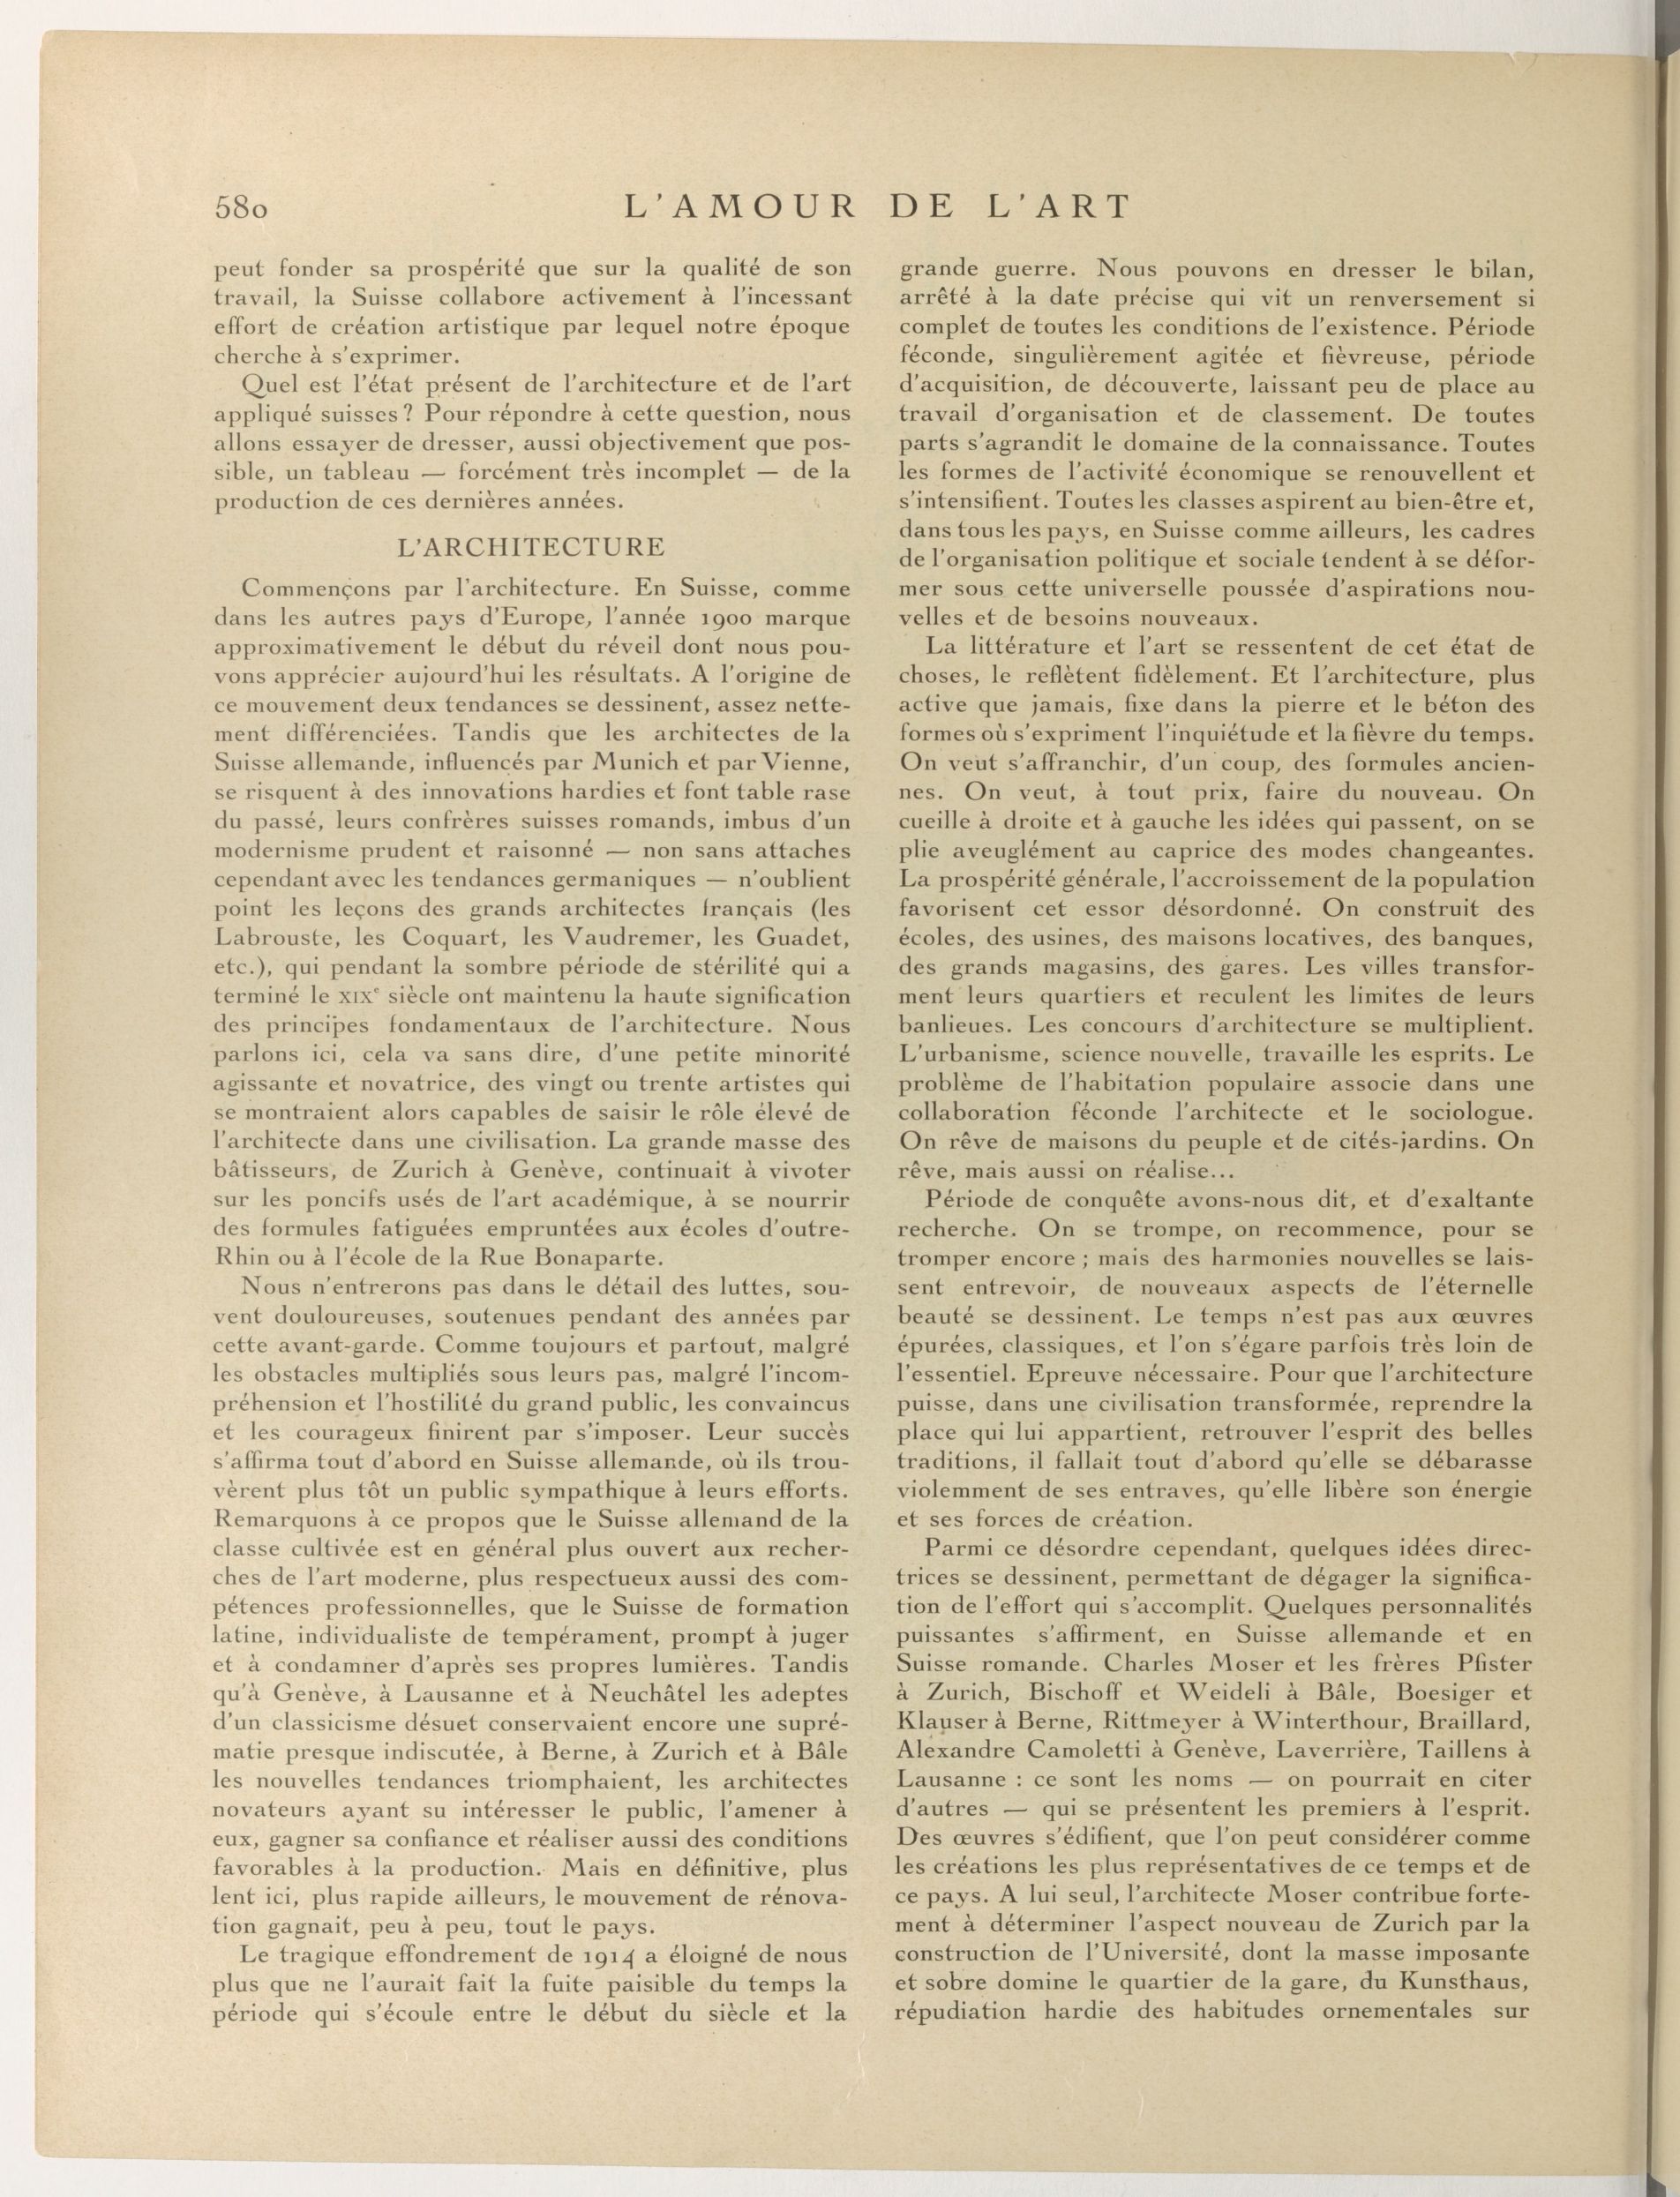 580
L'AMOUR DE L'ART
peut fonder sa prospérité que sur la qualité de son
travail, la Suisse collabore activement à l'incessant
effort de création artistique par lequel notre époque
cherche à s'exprimer.
Quel est l'état présent de l'architecture et de l'art
appliqué suisses ? Pour répondre à cette question, nous
allons essayer de dresser, aussi objectivement que pos-
sible, un tableau — forcément très incomplet — de la
production de ces dernières années.
L'ARCHITECTURE
Commençons par l'architecture. En Suisse, comme
dans les autres pays d'Europe, l'année 1900 marque
approximativement le début du réveil dont nous pou-
vons apprécier aujourd'hui les résultats. A l'origine de
ce mouvement deux tendances se dessinent, assez nette-
ment différenciées. Tandis que les architectes de la
Suisse allemande, influencés par Munich et par Vienne,
se risquent à des innovations hardies et font table rase
du passé, leurs confrères suisses romands, imbus d'un
modernisme prudent et raisonné — non sans attaches
cependant avec les tendances germaniques — n'oublient
point les leçons des grands architectes français (les
Labrouste, les Coquart, les Vaudremer, les Guadet,
etc.), qui pendant la sombre période de stérilité qui a
terminé le XIXe siècle ont maintenu la haute signification
des principes fondamentaux de l'architecture. Nous
parlons ici, cela va sans dire, d'une petite minorité
agissante et novatrice, des vingt ou trente artistes qui
se montraient alors capables de saisir le rôle élevé de
l'architecte dans une civilisation. La grande masse des
bâtisseurs, de Zurich à Genève, continuait à vivoter
sur les poncifs usés de l'art académique, à se nourrir
des formules fatiguées empruntées aux écoles d'outre-
Rhin ou à l'école de la Rue Bonaparte.
Nous n'entrerons pas dans le détail des luttes, sou-
vent douloureuses, soutenues pendant des années par
cette avant-garde. Comme toujours et partout, malgré
les obstacles multipliés sous leurs pas, malgré l'incom-
préhension et l'hostilité du grand public, les convaincus
et les courageux finirent par s'imposer. Leur succès
s'affirma tout d'abord en Suisse allemande, où ils trou-
vèrent plus tôt un public sympathique à leurs efforts.
Remarquons à ce propos que le Suisse allemand de la
classe cultivée est en général plus ouvert aux recher-
ches de l'art moderne, plus respectueux aussi des com-
pétences professionnelles, que le Suisse de formation
latine, individualiste de tempérament, prompt à juger
et à condamner d'après ses propres lumières. Tandis
qu'à Genève, à Lausanne et à Neuchâtel les adeptes
d'un classicisme désuet conservaient encore une supré-
matie presque indiscutée, à Berne, à Zurich et à Bâle
les nouvelles tendances triomphaient, les architectes
novateurs ayant su intéresser le public, l'amener à
eux, gagner sa confiance et réaliser aussi des conditions
favorables à la production. Mais en définitive, plus
lent ici, plus rapide ailleurs, le mouvement de rénova-
tion gagnait, peu à peu, tout le pays.
Le tragique effondrement de 1914 a éloigné de nous
plus que ne l'aurait fait la fuite paisible du temps la
période qui s'écoule entre le début du siècle et la
grande guerre. Nous pouvons en dresser le bilan,
arrêté à la date précise qui vit un renversement si
complet de toutes les conditions de l'existence. Période
féconde, singulièrement agitée et fièvreuse, période
d'acquisition, de découverte, laissant peu de place au
travail d'organisation et de classement. De toutes
parts s'agrandit le domaine de la connaissance. Toutes
les formes de l'activité économique se renouvellent et
s'intensifient. Toutes les classes aspirent au bien-être et,
dans tous les pays, en Suisse comme ailleurs, les cadres
de l'organisation politique et sociale tendent à se défor-
mer sous cette universelle poussée d'aspirations nou-
velles et de besoins nouveaux.
La littérature et l'art se ressentent de cet état de
choses, le reflètent fidèlement. Et l'architecture, plus
active que jamais, fixe dans la pierre et le béton des
formes où s'expriment l'inquiétude et la fièvre du temps.
On veut s'affranchir, d'un coup, des formules ancien-
nes. On veut, à tout prix, faire du nouveau. On
cueille à droite et à gauche les idées qui passent, on se
plie aveuglément au caprice des modes changeantes.
La prospérité générale, l'accroissement de la population
favorisent cet essor désordonné. On construit des
écoles, des usines, des maisons locatives, des banques,
des grands magasins, des gares. Les villes transfor-
ment leurs quartiers et reculent les limites de leurs
banlieues. Les concours d'architecture se multiplient.
L'urbanisme, science nouvelle, travaille les esprits. Le
problème de l'habitation populaire associe dans une
collaboration féconde l'architecte et le sociologue.
On rêve de maisons du peuple et de cités-jardins. On
rêve, mais aussi on réalise...
Période de conquête avons-nous dit, et d'exaltante
recherche. On se trompe, on recommence, pour se
tromper encore ; mais des harmonies nouvelles se lais-
sent entrevoir, de nouveaux aspects de l'éternelle
beauté se dessinent. Le temps n'est pas aux œuvres
épurées, classiques, et l'on s'égare parfois très loin de
l'essentiel. Epreuve nécessaire. Pour que l'architecture
puisse, dans une civilisation transformée, reprendre la
place qui lui appartient, retrouver l'esprit des belles
traditions, il fallait tout d'abord qu'elle se débarasse
violemment de ses entraves, qu'elle libère son énergie
et ses forces de création.
Parmi ce désordre cependant, quelques idées direc-
trices se dessinent, permettant de dégager la significa-
tion de l'effort qui s'accomplit. Quelques personnalités
puissantes s'affirment, en Suisse allemande et en
Suisse romande. Charles Moser et les frères Pfister
à Zurich, Bischoff et Weideli à Bâle, Boesiger et
Klauser à Berne, Rittmeyer à Winterthour, Braillard,
Alexandre Camoletti à Genève, Laverrière, Taillens à
Lausanne : ce sont les noms — on pourrait en citer
d'autres — qui se présentent les premiers à l'esprit.
Des œuvres s'édifient, que l'on peut considérer comme
les créations les plus représentatives de ce temps et de
ce pays. A lui seul, l'architecte Moser contribue forte-
ment à déterminer l'aspect nouveau de Zurich par la
construction de l'Université, dont la masse imposante
et sobre domine le quartier de la gare, du Kunsthaus,
répudiation hardie des habitudes ornementales sur